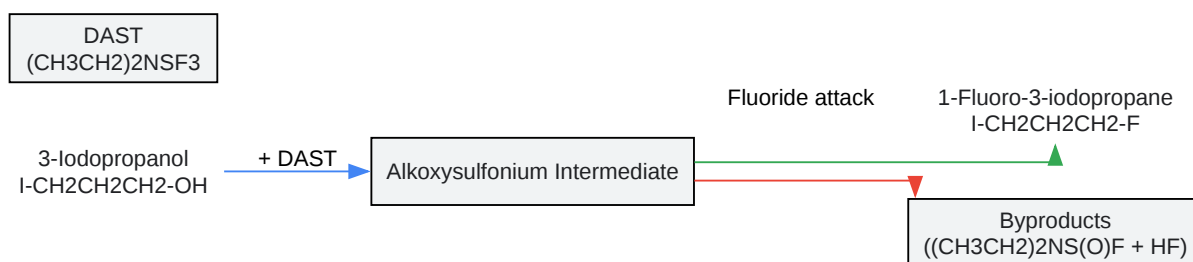 DAST
(CH3CH2)2NSF3
Fluoride attack
1-Fluoro-3-iodopropane
I-CH2CH2CH2-F
3-Iodopropanol
I-CH2CH2CH2-OH
+ DAST
Alkoxysulfonium Intermediate
Byproducts
((CH3CH2)2NS(O)F + HF)